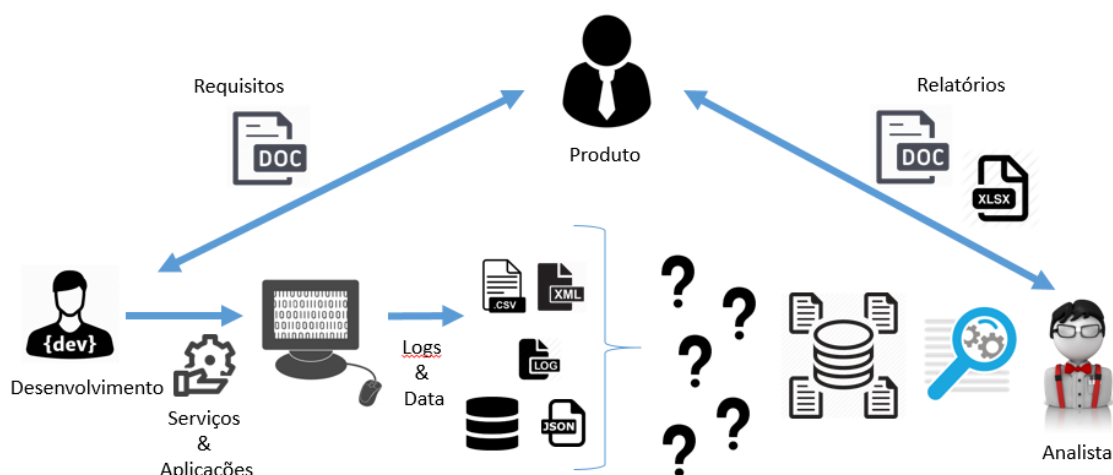 Requisitos
DOC
Produto
Relatórios
DOC
XLSX
{dev}
Desenvolvimento
Serviços
&
Aplicações
Logs
&
Data
.CSV
XML
LOG
JSON
?
?
?
?
?
Analista